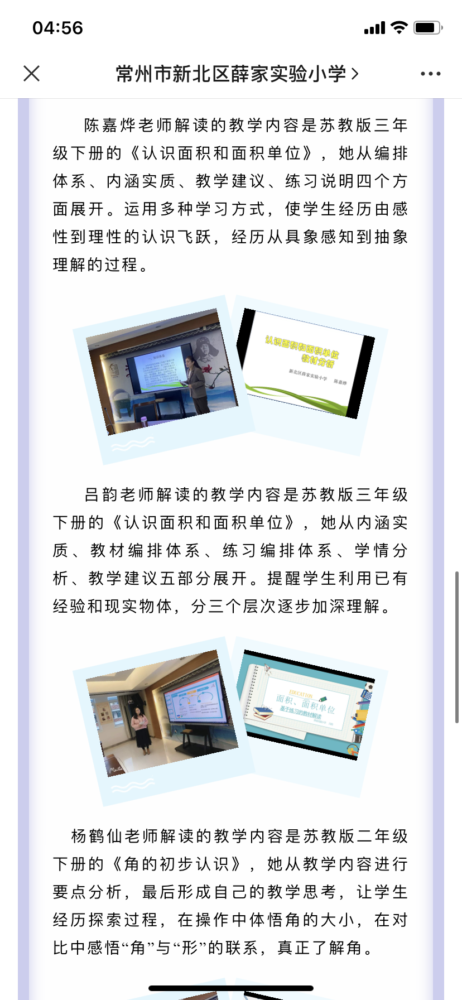 04:56
常州市新北区薛家实验小学
陈嘉烨老师解读的教学内容是苏教版三年
级下册的《认识面积和面积单位》，她从编排
体系、内涵实质、教学建议、练习说明四个方
面展开。运用多种学习方式，使学生经历由感
性到理性的认识飞跃，经历从具象感知到抽象
理解的过程。
认识面积和面积单位
教材分析
新北区薛家实验小学 陈嘉烨
吕韵老师解读的教学内容是苏教版三年级
下册的《认识面积和面积单位》，她从内涵实
质、教材编排体系、练习编排体系、学情分
析、教学建议五部分展开。提醒学生利用已有
经验和现实物体，分三个层次逐步加深理解。
EDUCATION
面积、面积单位
基于练习的教材解读
杨鹤仙老师解读的教学内容是苏教版二年级
下册的《角的初步认识》，她从教学内容进行
要点分析，最后形成自己的教学思考，让学生
经历探索过程，在操作中体悟角的大小，在对
比中感悟“角”与“形”的联系，真正了解角。